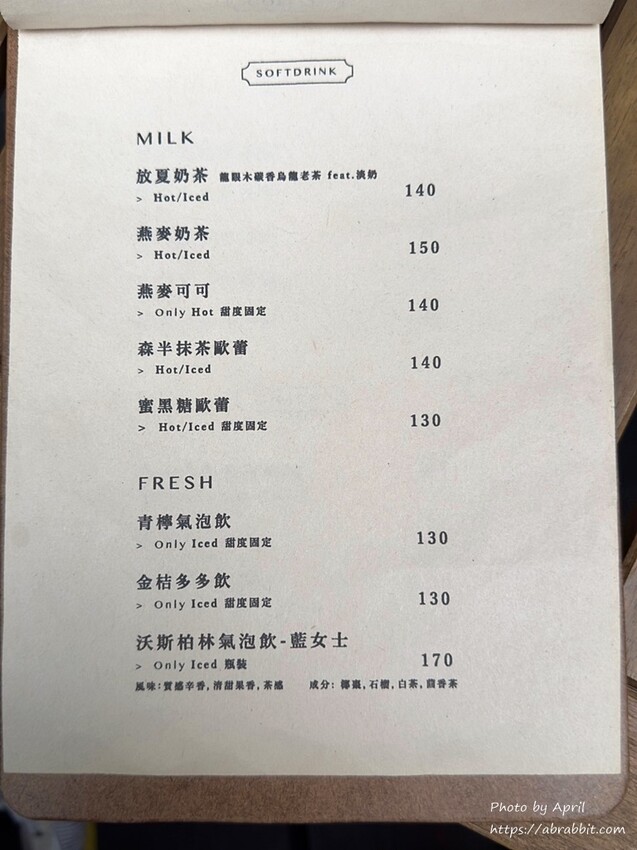 SOFTDRINK
MILK
放夏奶茶 龍眼木碳香烏龍老茶 feat.淡奶
> Hot/Iced 140
燕麥奶茶
> Hot/Iced 150
燕麥可可
> Only Hot 甜度固定 140
森半抹茶歐蕾
> Hot/Iced 140
蜜黑糖歐蕾
> Hot/Iced 甜度固定 130
FRESH
青檸氣泡飲
> Only Iced 甜度固定 130
金桔多多飲
> Only Iced 甜度固定 130
沃斯柏林氣泡飲-藍女士
> Only Iced 瓶裝 170
風味:質感辛香,清甜果香,茶感 成分: 椰棗,石榴,白茶,茴香茶
Photo by April
https://abrabbit.com